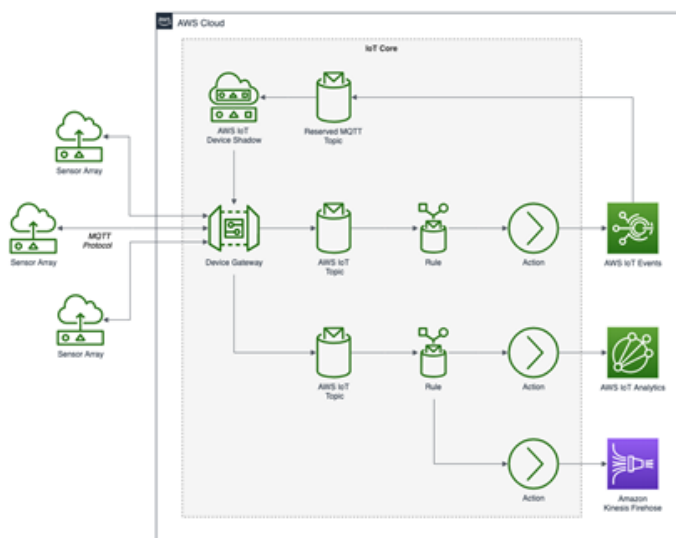 aws
AWS Cloud
IoT Core
AWS IoT
Device Shadow
Reserved MQTT
Topic
Sensor Array
Sensor Array
MQTT
Protocol
Device Gateway
AWS IoT
Topic
Rule
Action
AWS IoT Events
Sensor Array
AWS IoT
Topic
Rule
Action
AWS IoT Analytics
Action
Amazon
Kinesis Firehose